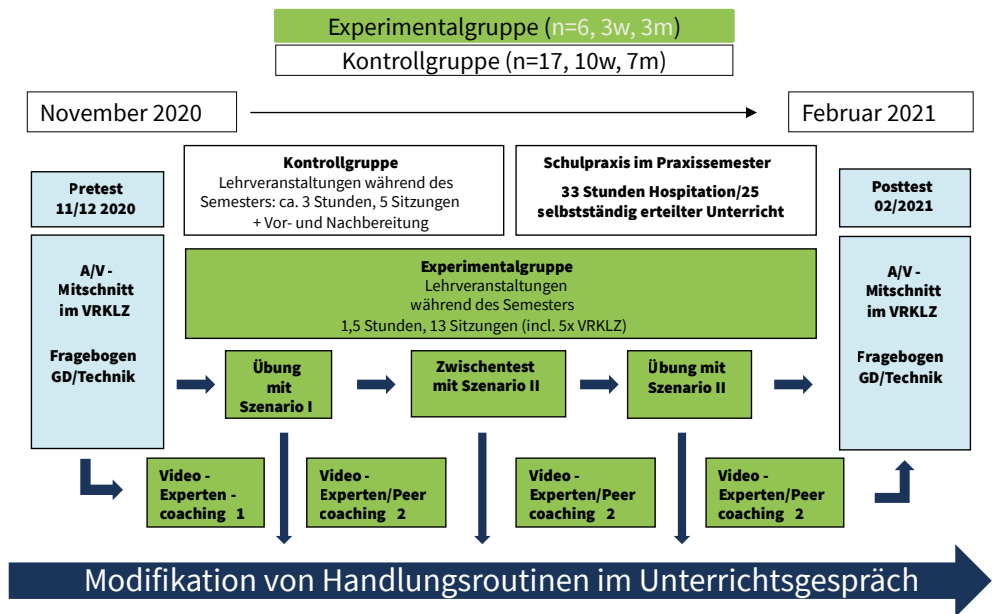 Experimentalgruppe (n=6, 3w, 3m)
Kontrollgruppe (n=17, 10w, 7m)
November 2020
Februar 2021
Kontrollgruppe
Lehrveranstaltungen während des
Semesters: ca. 3 Stunden, 5 Sitzungen
+ Vor- und Nachbereitung
Schulpraxis im Praxissemester
33 Stunden Hospitation/25
selbstständig erteilter Unterricht
Pretest
11/12 2020
Posttest
02/2021
A/V -
Mitschnitt
im VRKLZ
Fragebogen
GD/Technik
Experimentalgruppe
Lehrveranstaltungen
während des Semesters
1,5 Stunden, 13 Sitzungen (incl. 5x VRKLZ)
A/V -
Mitschnitt
im VRKLZ
Fragebogen
GD/Technik
Übung
mit
Szenario I
Zwischentest
mit Szenario II
Übung mit
Szenario II
Video -
Experten -
coaching 1
Video -
Experten/Peer
coaching 2
Video -
Experten/Peer
coaching 2
Video -
Experten/Peer
coaching 2
Modifikation von Handlungsroutinen im Unterrichtsgespräch